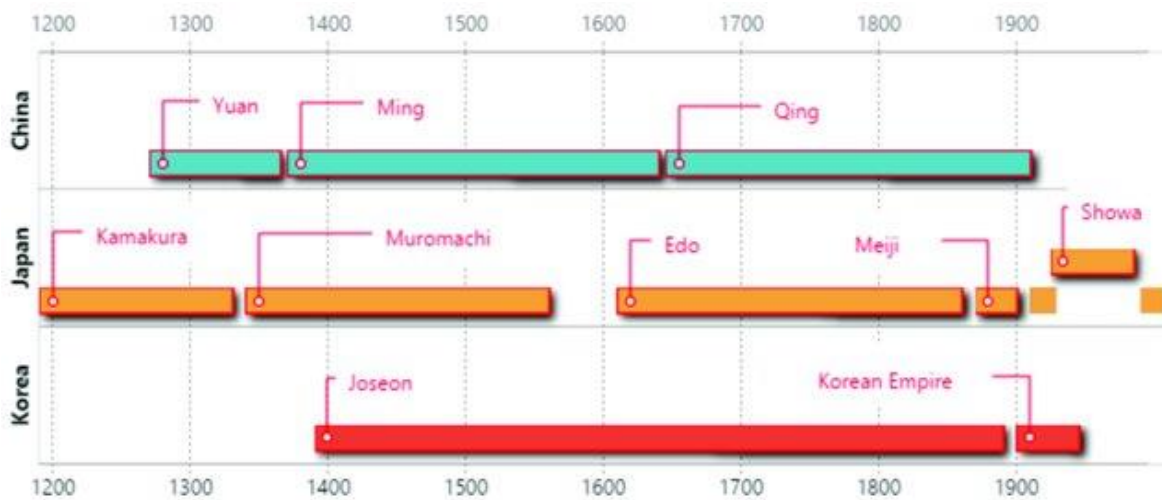 1200 1300 1400 1500 1600 1700 1800 1900
China
Yuan
Ming
Qing
Japan
Kamakura
Muromachi
Edo
Meiji
Showa
Korea
Joseon
Korean Empire
1200 1300 1400 1500 1600 1700 1800 1900